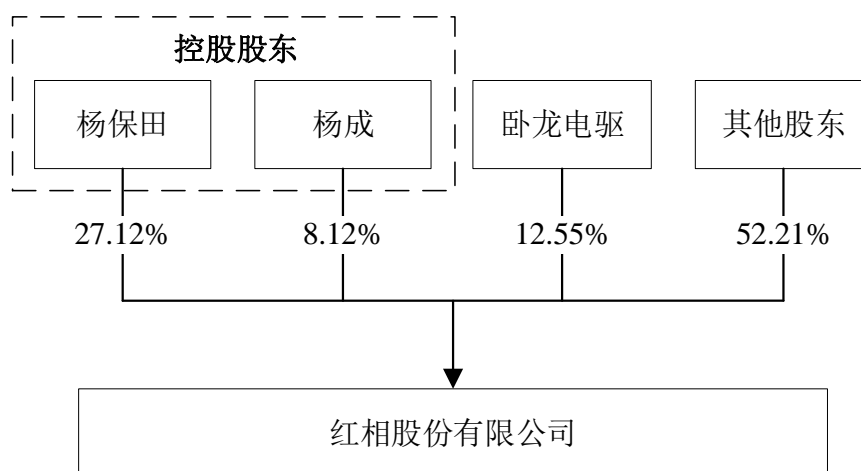 控股股东
杨保田
杨成
卧龙电驱
其他股东
27.12%
8.12%
12.55%
52.21%
红相股份有限公司